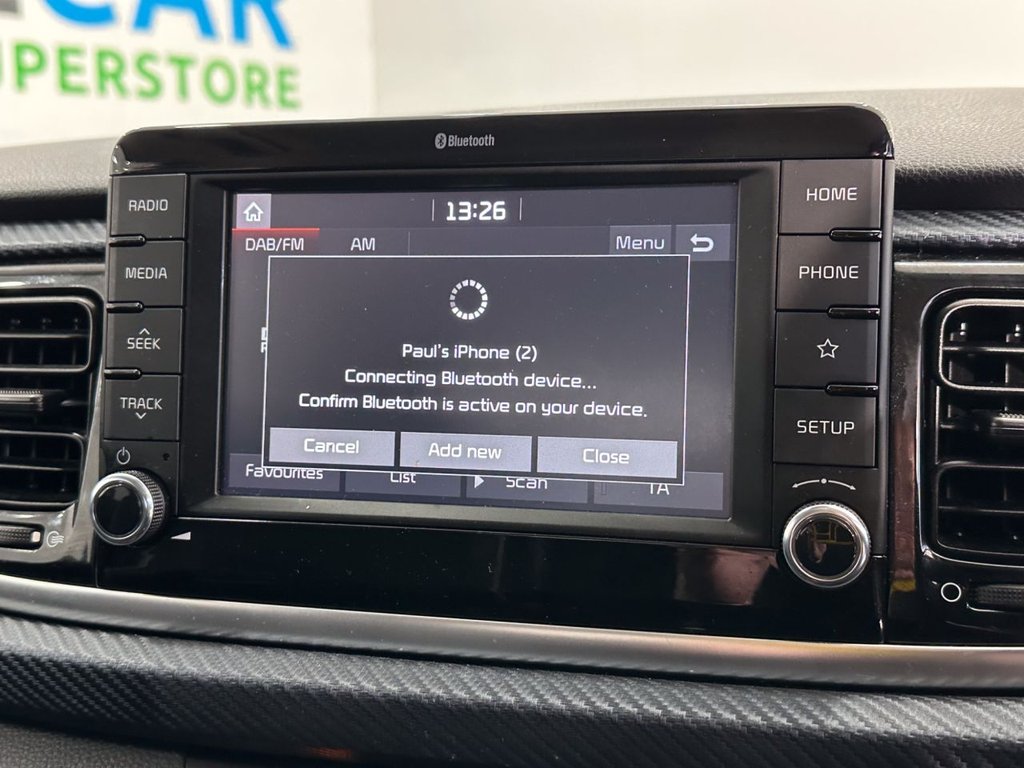 CAR
SUPERSTORE
Bluetooth
RADIO
MEDIA
SEEK
TRACK
13:26
DAB/FM
AM
Menu
Paul's iPhone (2)
Connecting Bluetooth device...
Confirm Bluetooth is active on your device.
Cancel
Add new
Close
Favourites
List
Scan
TA
HOME
PHONE
SETUP